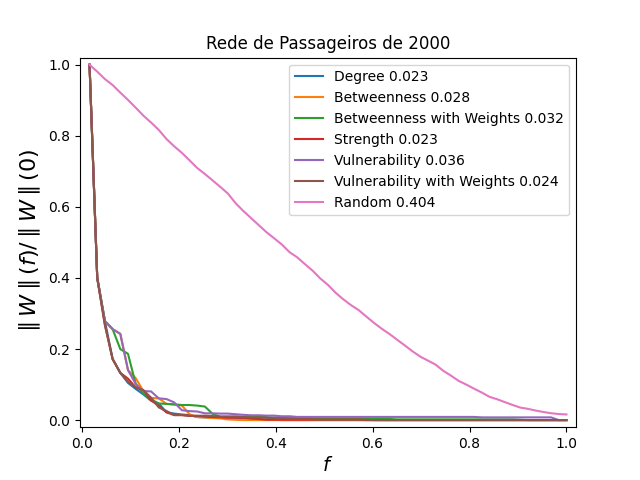 Rede de Passageiros de 2000
∥ W ∥ (f)/ ∥ W ∥ (0)
1.0
0.8
0.6
0.4
0.2
0.0
Degree 0.023
Betweenness 0.028
Betweenness with Weights 0.032
Strength 0.023
Vulnerability 0.036
Vulnerability with Weights 0.024
Random 0.404
0.0 0.2 0.4 0.6 0.8 1.0
f